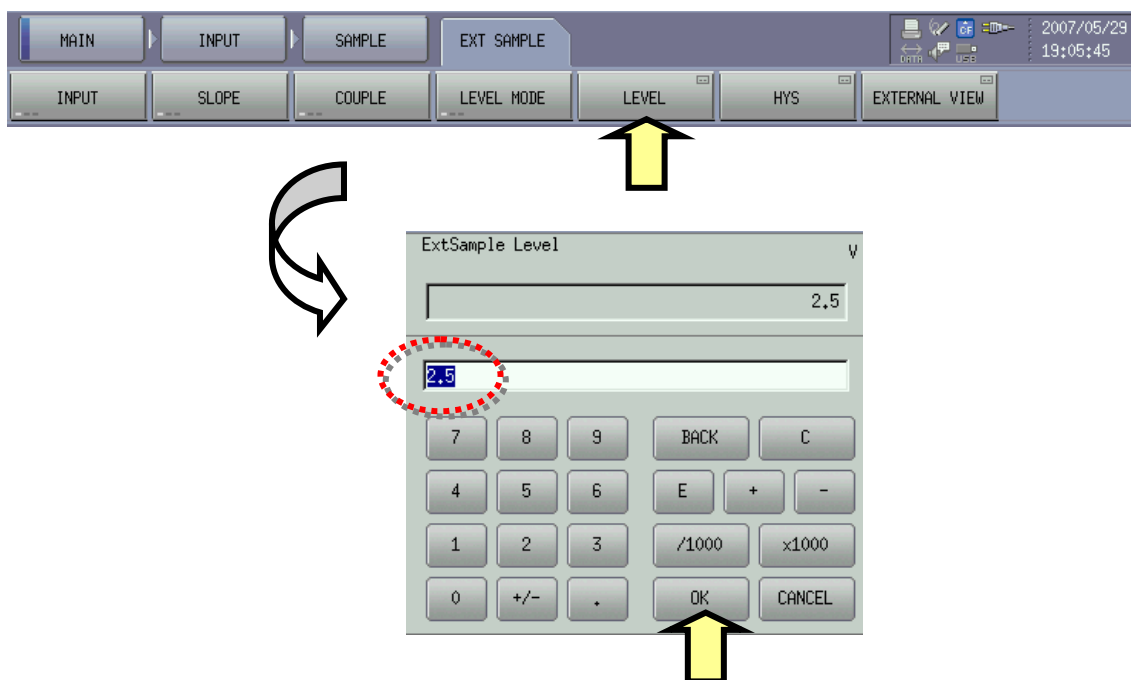 MAIN INPUT SAMPLE EXT SAMPLE CF DATA USB 2007/05/29
19:05:45
INPUT SLOPE COUPLE LEVEL MODE LEVEL HYS EXTERNAL VIEW
ExtSample Level V
2.5
2.5
7 8 9 BACK C
4 5 6 E + -
1 2 3 /1000 x1000
0 +/- . OK CANCEL